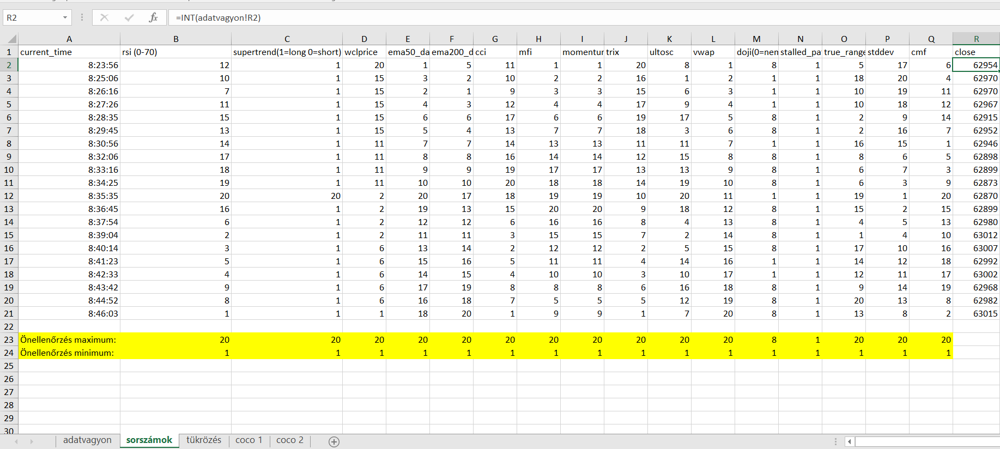 R2 =INT(adatvagyon!R2)
A B C D E F G H I J K L M N O P Q R
1 current_time rsi (0-70) supertrend(1=long 0=short) wclprice ema50_da ema200_d cci mfi momentur trix ultosc vwap doji(0=nen stalled_pa true_range stddev cmf close
2 8:23:56 12 1 20 1 5 11 1 1 20 8 1 8 1 5 17 6 62954
3 8:25:06 10 1 15 3 2 10 2 2 16 1 2 1 1 18 20 4 62970
4 8:26:16 7 1 15 2 1 9 3 3 15 6 3 1 1 10 19 11 62970
5 8:27:26 11 1 15 4 3 12 4 4 17 9 4 1 1 10 18 12 62967
6 8:28:35 15 1 15 6 6 17 6 6 19 17 5 8 1 2 9 14 62915
7 8:29:45 13 1 15 5 4 13 7 7 18 3 6 8 1 2 16 7 62952
8 8:30:56 14 1 11 7 7 14 13 13 11 11 7 1 1 16 15 1 62946
9 8:32:06 17 1 11 8 8 16 14 14 12 15 8 8 1 8 6 5 62898
10 8:33:16 18 1 11 9 9 19 17 17 13 13 9 8 1 6 7 3 62899
11 8:34:25 19 1 11 10 10 20 18 18 14 19 10 8 1 6 3 9 62873
12 8:35:35 20 20 2 20 17 18 19 19 10 20 11 1 1 19 1 20 62870
13 8:36:45 16 1 2 19 13 15 20 20 9 18 12 8 1 15 2 15 62899
14 8:37:54 6 1 2 12 12 6 16 16 8 4 13 8 1 4 5 13 62980
15 8:39:04 2 1 2 11 11 3 15 15 7 2 14 8 1 1 4 10 63012
16 8:40:14 3 1 6 13 14 2 12 12 2 5 15 8 1 17 10 16 63007
17 8:41:23 5 1 6 15 16 5 11 11 4 14 16 1 1 14 12 18 62992
18 8:42:33 4 1 6 14 15 4 10 10 3 10 17 1 1 12 11 17 63002
19 8:43:42 9 1 6 17 19 8 8 8 6 16 18 8 1 9 14 19 62968
20 8:44:52 8 1 6 16 18 7 5 5 5 12 19 8 1 20 13 8 62982
21 8:46:03 1 1 1 18 20 1 9 9 1 7 20 8 1 13 8 2 63015
22
23 Önellenőrzés maximum: 20 20 20 20 20 20 20 20 20 20 20 8 1 20 20 20
24 Önellenőrzés minimum: 1 1 1 1 1 1 1 1 1 1 1 1 1 1 1 1
25
26
27
28
29
30
adatvagyon sorszámok tükrözés coco 1 coco 2